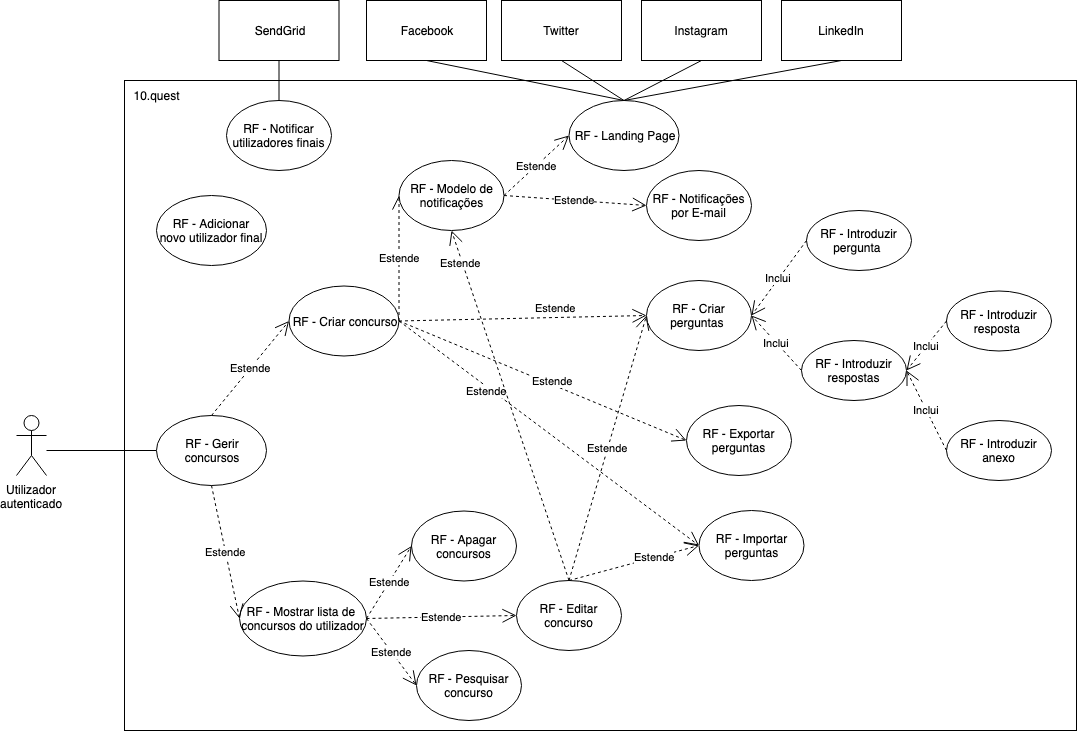 SendGrid
Facebook
Twitter
Instagram
LinkedIn
10.quest
RF - Notificar
utilizadores finais
RF - Landing Page
Estende
RF - Modelo de
notificações
Estende
RF - Notificações
por E-mail
RF - Adicionar
novo utilizador final
RF - Introduzir
pergunta
Estende
Estende
Inclui
RF - Criar concurso
Estende
RF - Criar
perguntas
RF - Introduzir
resposta
Inclui
Inclui
Estende
RF - Introduzir
respostas
Estende
Estende
Inclui
RF - Gerir
concursos
RF - Exportar
perguntas
Estende
RF - Introduzir
anexo
Utilizador
autenticado
Estende
RF - Apagar
concursos
RF - Importar
perguntas
Estende
Estende
RF - Mostrar lista de
concursos do utilizador
Estende
RF - Editar
concurso
Estende
RF - Pesquisar
concurso